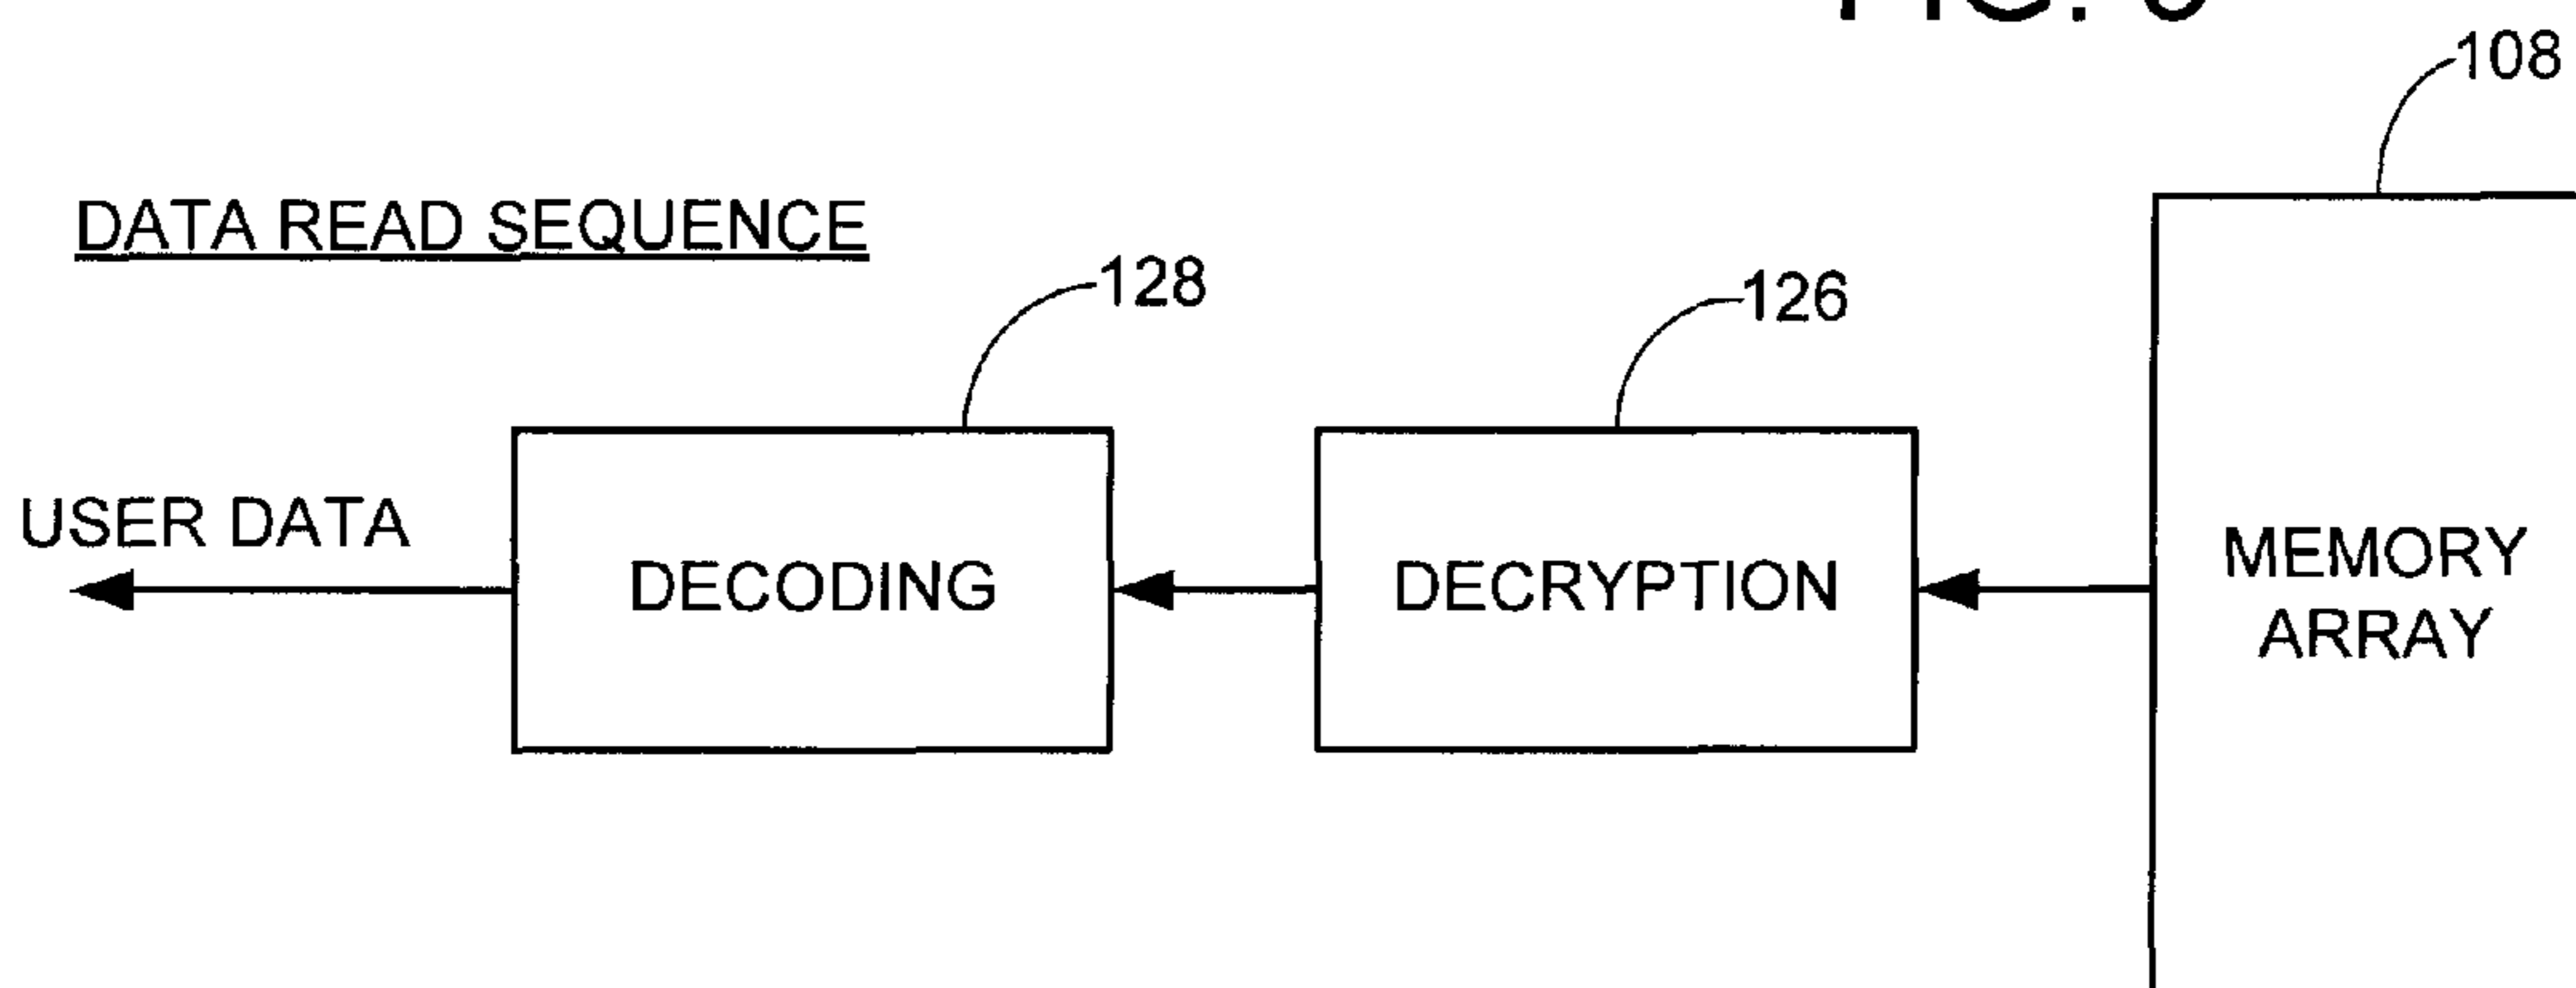 108
DATA READ SEQUENCE
128
126
USER DATA
DECODING
DECRYPTION
MEMORY
ARRAY